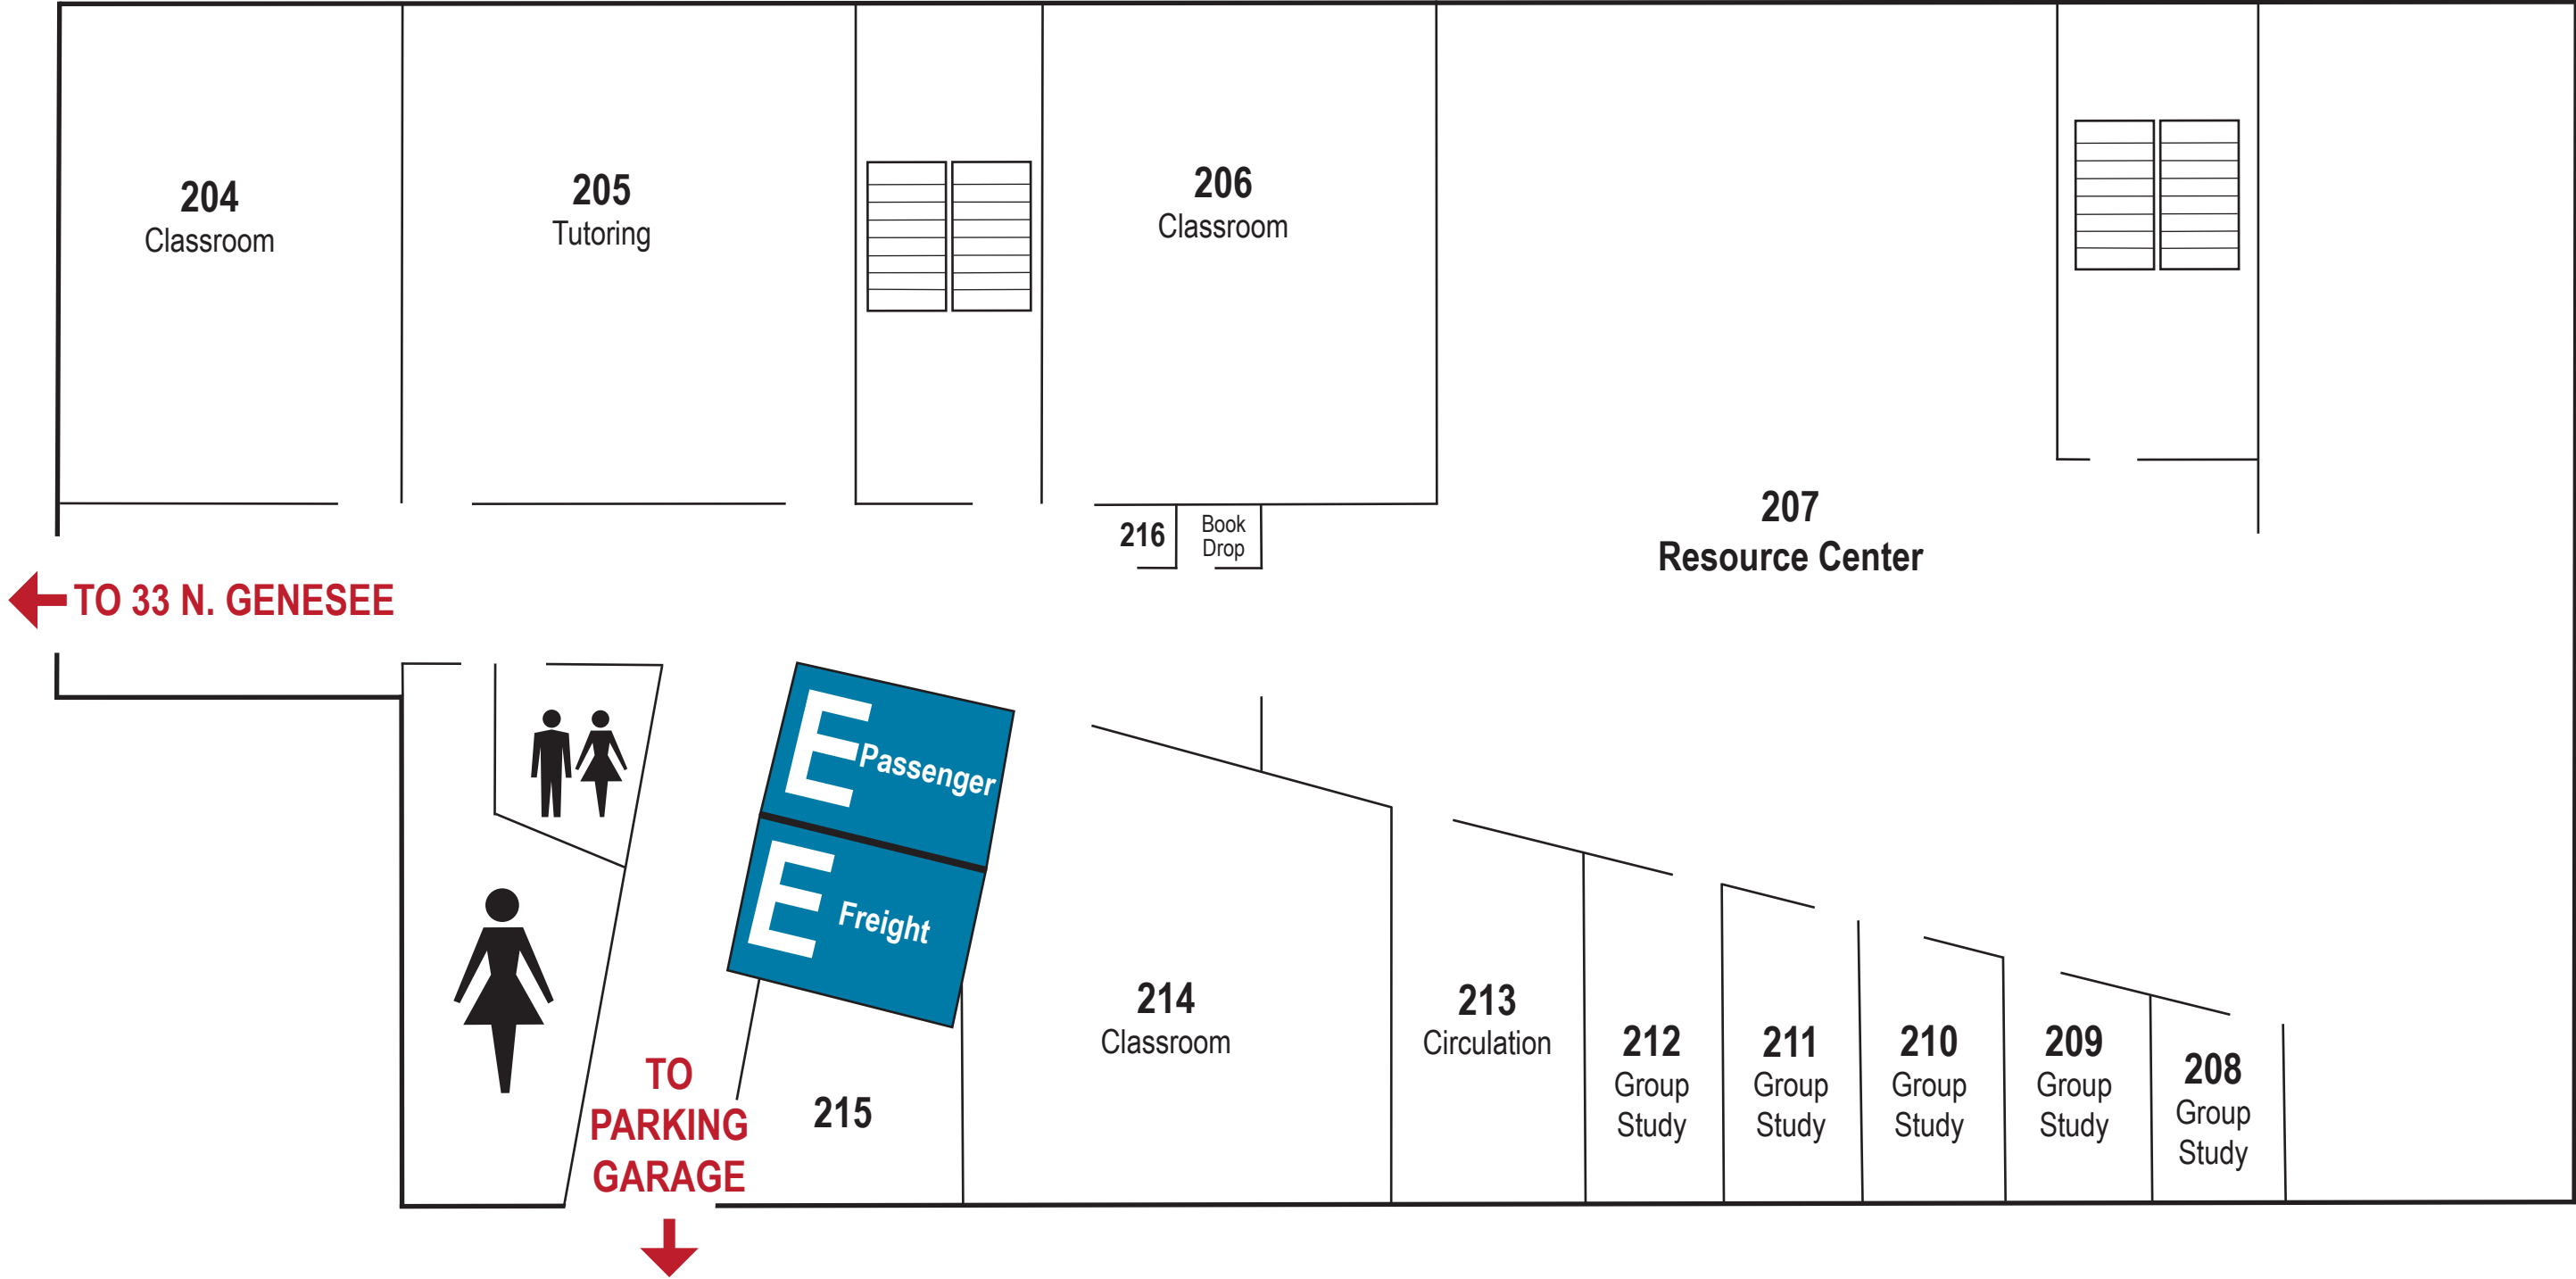 204
Classroom
205
Tutoring
206
Classroom
207
Resource Center
216
Book
Drop
TO 33 N. GENESEE
E Passenger
E Freight
TO
PARKING
GARAGE
215
214
Classroom
213
Circulation
212
Group
Study
211
Group
Study
210
Group
Study
209
Group
Study
208
Group
Study